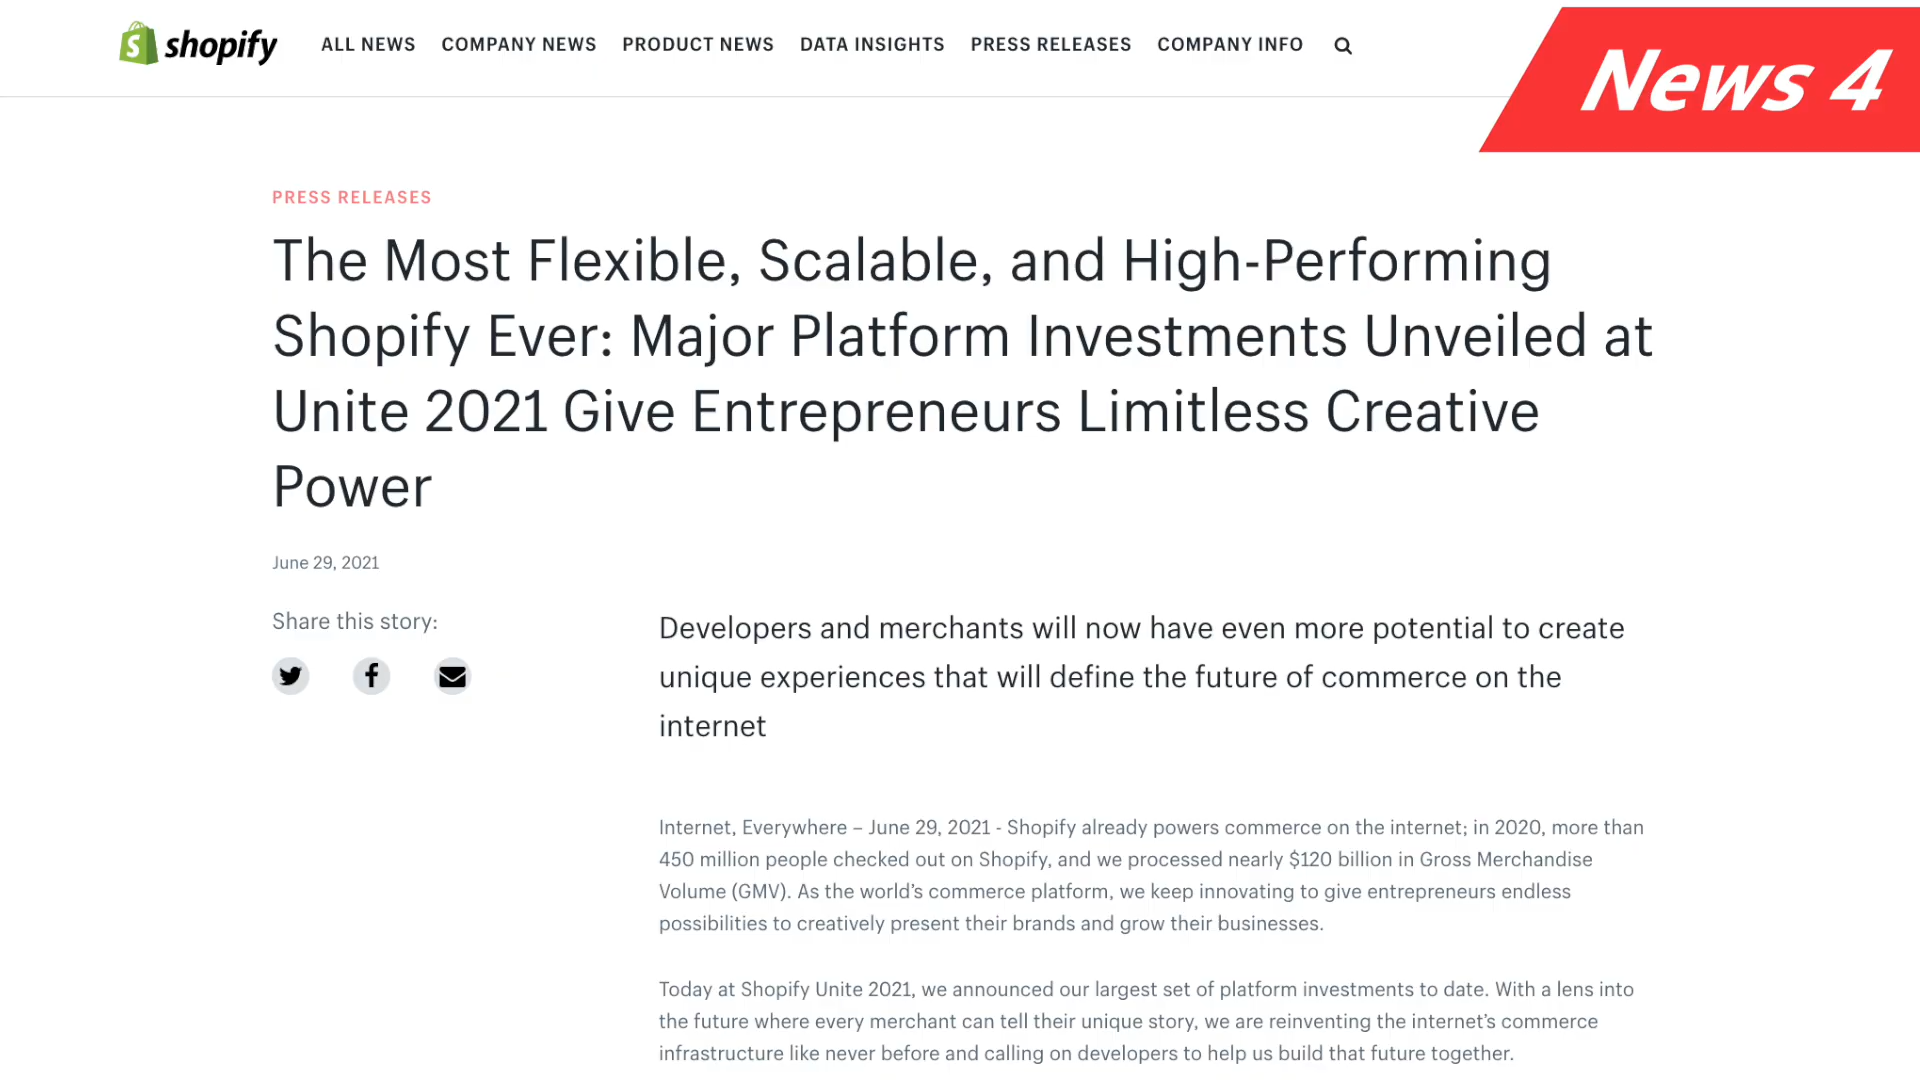 shopify ALL NEWS COMPANY NEWS PRODUCT NEWS DATA INSIGHTS PRESS RELEASES COMPANY INFO
News 4
PRESS RELEASES
The Most Flexible, Scalable, and High-Performing
Shopify Ever: Major Platform Investments Unveiled at
Unite 2021 Give Entrepreneurs Limitless Creative
Power
June 29, 2021
Share this story:
Developers and merchants will now have even more potential to create
unique experiences that will define the future of commerce on the
internet
Internet, Everywhere – June 29, 2021 - Shopify already powers commerce on the internet; in 2020, more than
450 million people checked out on Shopify, and we processed nearly $120 billion in Gross Merchandise
Volume (GMV). As the world’s commerce platform, we keep innovating to give entrepreneurs endless
possibilities to creatively present their brands and grow their businesses.
Today at Shopify Unite 2021, we announced our largest set of platform investments to date. With a lens into
the future where every merchant can tell their unique story, we are reinventing the internet’s commerce
infrastructure like never before and calling on developers to help us build that future together.